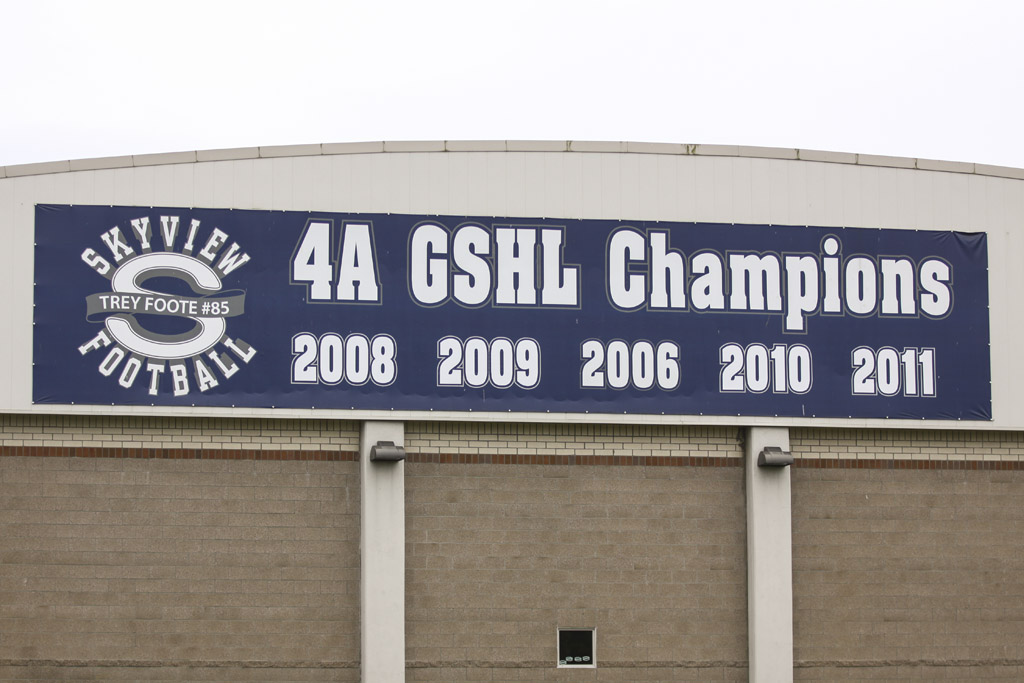 SKYVIEW
TREY FOOTE #85
FOOTBALL
4A GSHL Champions
2008 2009 2006 2010 2011